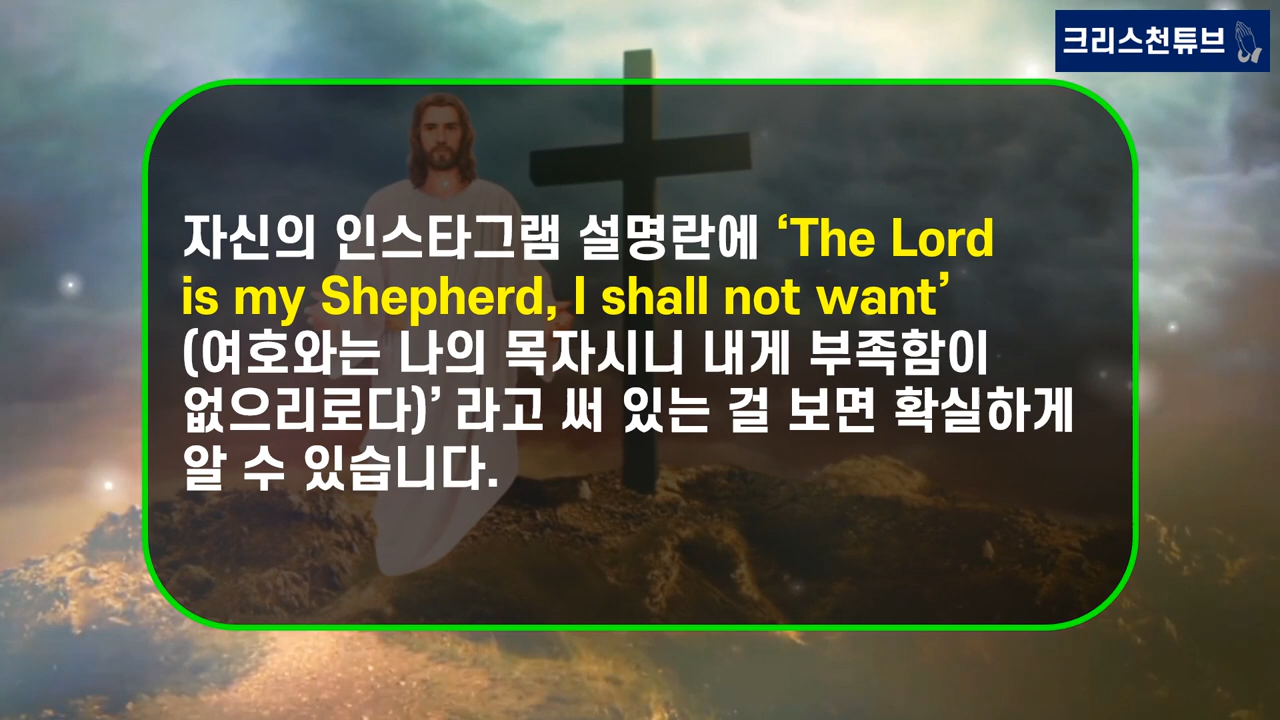 크리스천튜브
자신의 인스타그램 설명란에 ‘The Lord
is my Shepherd, I shall not want’
(여호와는 나의 목자시니 내게 부족함이
없으리로다)’ 라고 써 있는 걸 보면 확실하게
알 수 있습니다.